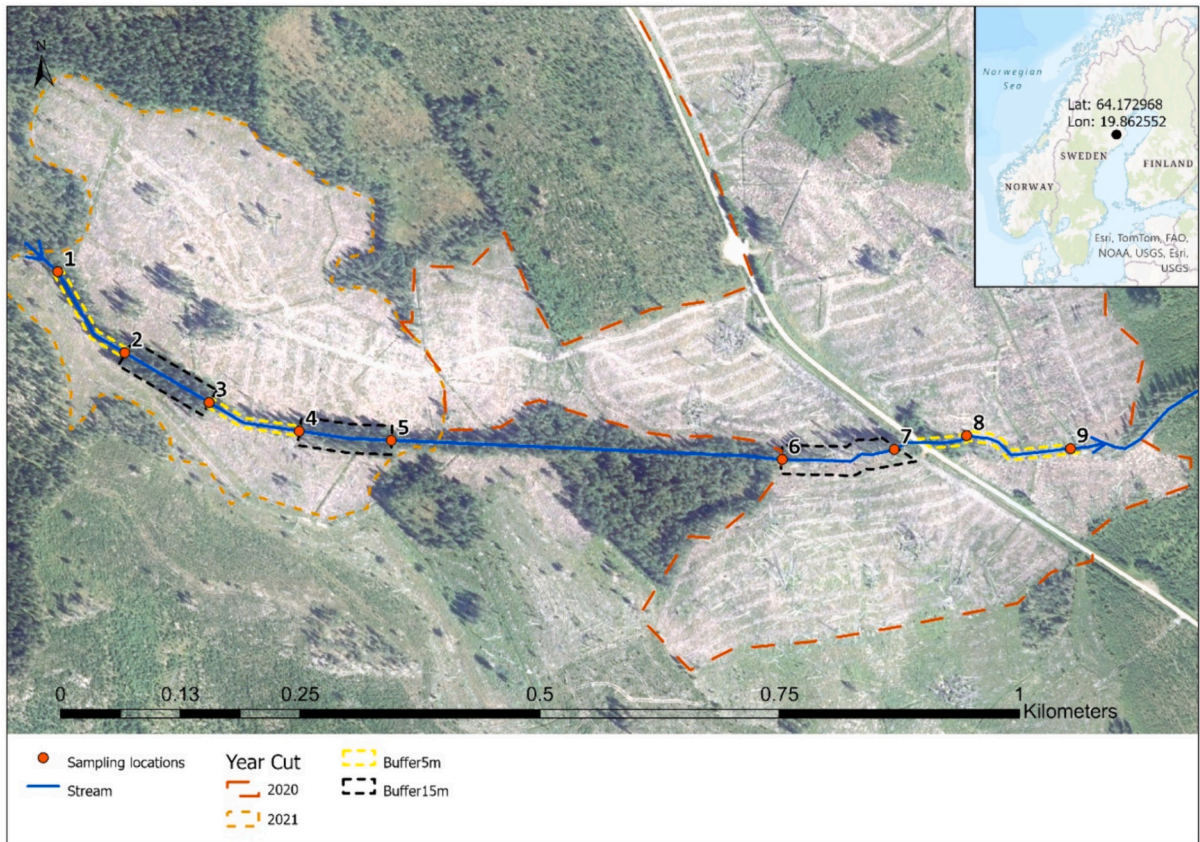 N
Norwegian
Sea
Lat: 64.172968
Lon: 19.862552
SWEDEN
FINLAND
NORWAY
Esri, TomTom, FAO,
NOAA, USGS, Esri,
USGS
1
2
3
4
5
6
7
8
9
0 0.13 0.25 0.5 0.75 1
Kilometers
Sampling locations
Stream
Year Cut
2020
2021
Buffer5m
Buffer15m